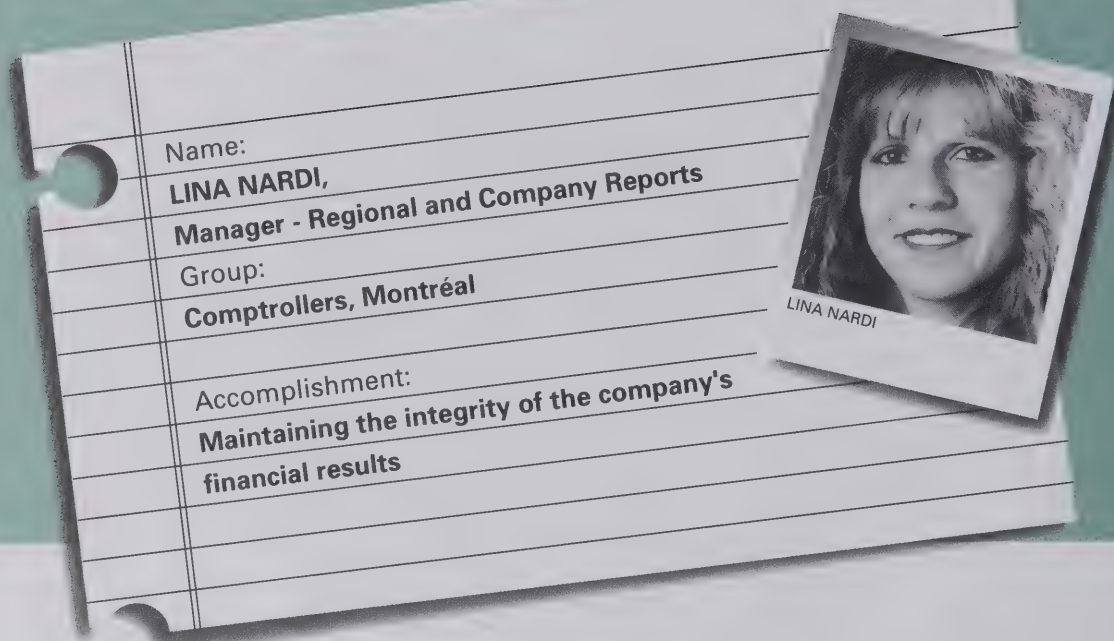 Name:
LINA NARDI,
Manager - Regional and Company Reports
Group:
Comptrollers, Montréal
Accomplishment:
Maintaining the integrity of the company's
financial results
LINA NARDI